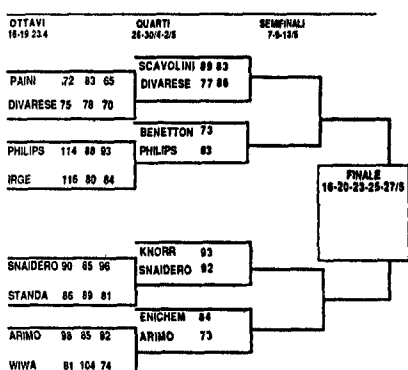 OTTAVI QUARTI SEMIFINALI
16-19 23.4 26-30/4-2/5 7-9-13/5
SCAVOLINI 89 83
DIVARESE 77 86
PAINI 72 83 65
DIVARESE 75 78 70
BENETTON 73
PHILIPS 83
PHILIPS 114 88 93
IRGE 116 80 84
FINALE
16-20-23-25-27/5
KNORR 93
SNAIDERO 92
SNAIDERO 90 85 96
STANDA 86 89 81
ENICHEM 84
ARIMO 73
ARIMO 98 85 82
WIWA 81 104 74